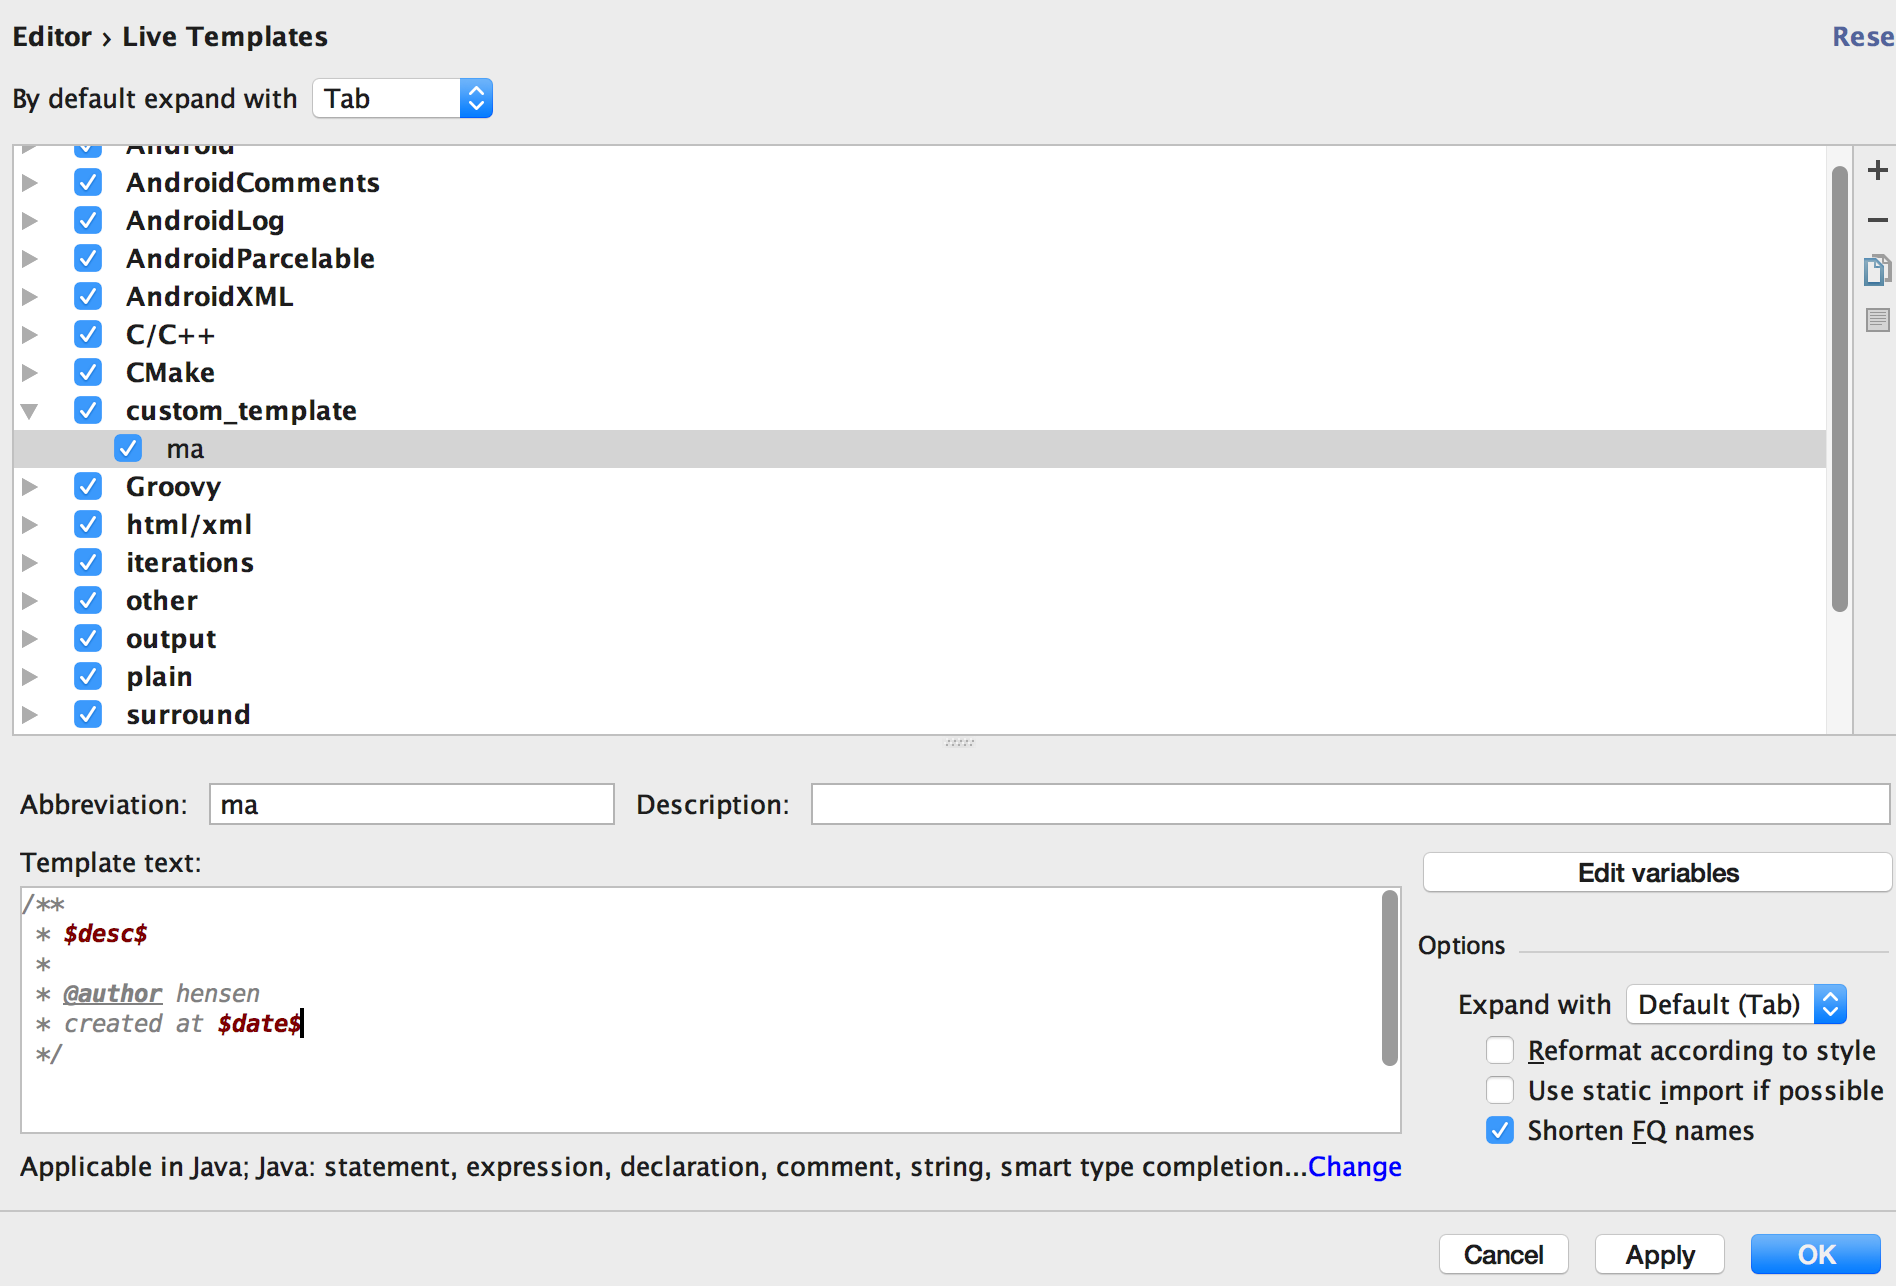 Editor › Live Templates
Rese
By default expand with Tab
Android
AndroidComments
AndroidLog
AndroidParcelable
AndroidXML
C/C++
CMake
custom_template
ma
Groovy
html/xml
iterations
other
output
plain
surround
Abbreviation: ma Description:
Template text:
Edit variables
/**
* $desc$
*
* @author hensen
* created at $date$
*/
Options
Expand with Default (Tab)
Reformat according to style
Use static import if possible
Shorten FQ names
Applicable in Java; Java: statement, expression, declaration, comment, string, smart type completion...Change
Cancel Apply OK